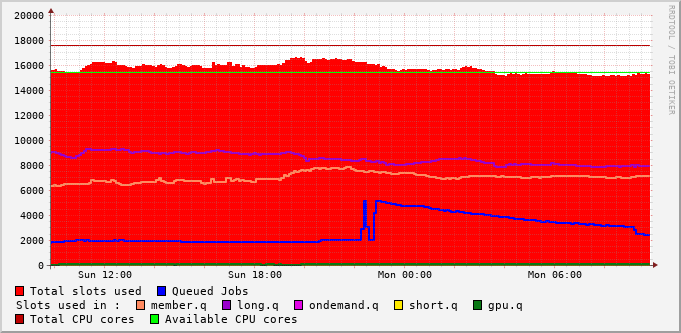 20000
18000
16000
14000
12000
10000
8000
6000
4000
2000
0
Sun 12:00 Sun 18:00 Mon 00:00 Mon 06:00
RRDTOOL / TOBI OETIKER
Total slots used Queued Jobs
Slots used in : member.q long.q ondemand.q short.q gpu.q
Total CPU cores Available CPU cores